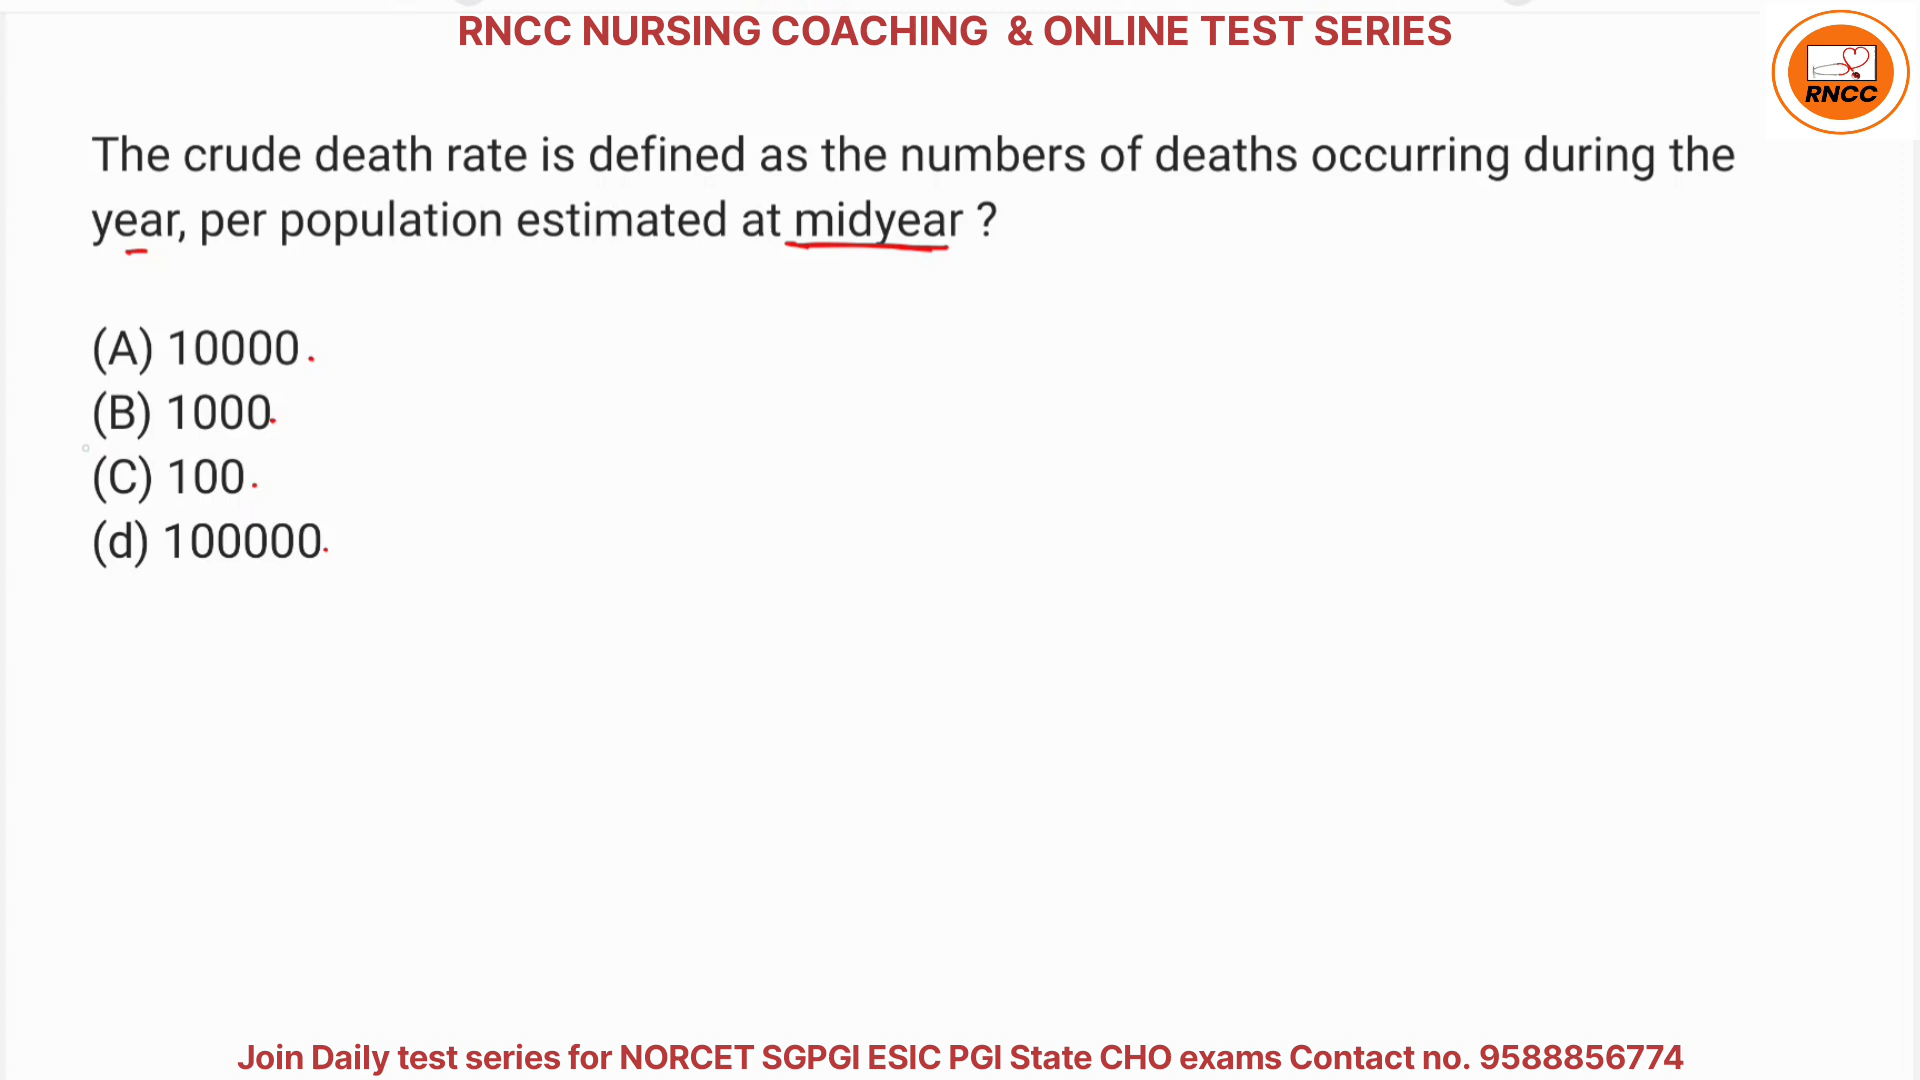 RNCC NURSING COACHING & ONLINE TEST SERIES
RNCC
The crude death rate is defined as the numbers of deaths occurring during the
year, per population estimated at midyear ?
(A) 10000
(B) 1000
(C) 100
(d) 100000
Join Daily test series for NORCET SGPGI ESIC PGI State CHO exams Contact no. 9588856774